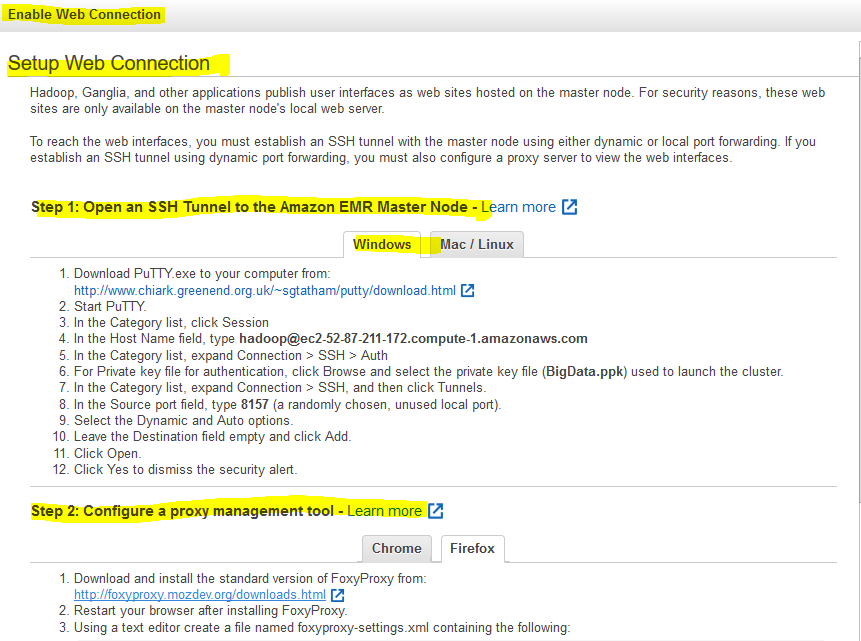 Enable Web Connection
Setup Web Connection
Hadoop, Ganglia, and other applications publish user interfaces as web sites hosted on the master node. For security reasons, these web
sites are only available on the master node's local web server.
To reach the web interfaces, you must establish an SSH tunnel with the master node using either dynamic or local port forwarding. If you
establish an SSH tunnel using dynamic port forwarding, you must also configure a proxy server to view the web interfaces.
Step 1: Open an SSH Tunnel to the Amazon EMR Master Node - Learn more
Windows Mac / Linux
1. Download PuTTY.exe to your computer from:
http://www.chiark.greenend.org.uk/~sgtatham/putty/download.html
2. Start PuTTY.
3. In the Category list, click Session
4. In the Host Name field, type hadoop@ec2-52-87-211-172.compute-1.amazonaws.com
5. In the Category list, expand Connection > SSH > Auth
6. For Private key file for authentication, click Browse and select the private key file (BigData.ppk) used to launch the cluster.
7. In the Category list, expand Connection > SSH, and then click Tunnels.
8. In the Source port field, type 8157 (a randomly chosen, unused local port).
9. Select the Dynamic and Auto options.
10. Leave the Destination field empty and click Add.
11. Click Open.
12. Click Yes to dismiss the security alert.
Step 2: Configure a proxy management tool - Learn more
Chrome Firefox
1. Download and install the standard version of FoxyProxy from:
http://foxyproxy.mozdev.org/downloads.html
2. Restart your browser after installing FoxyProxy.
3. Using a text editor create a file named foxyproxy-settings.xml containing the following: